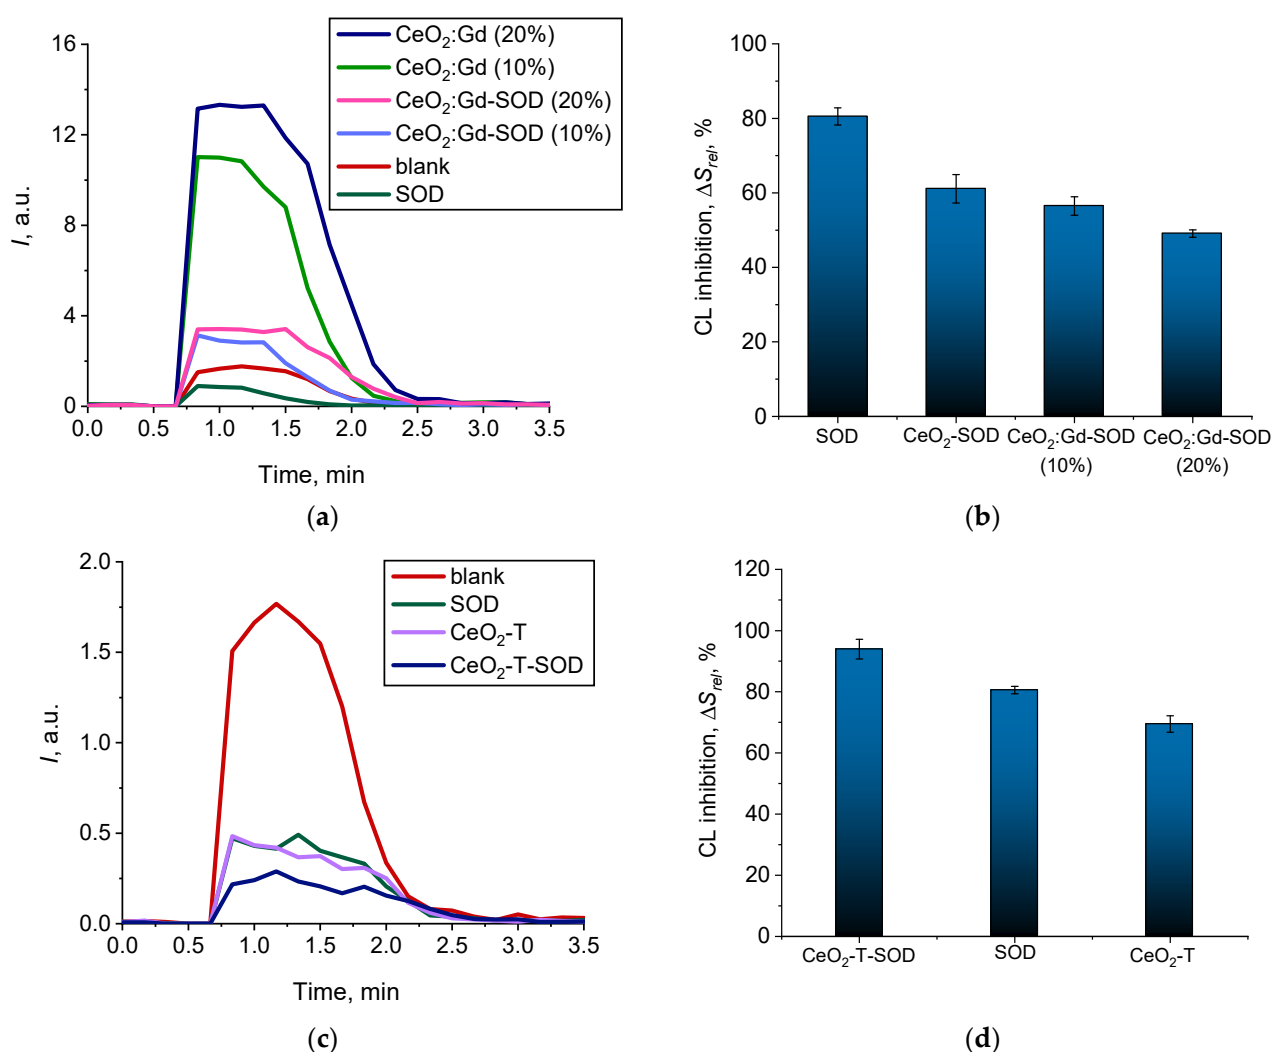 16
12
8
4
0
I, a.u.
CeO2:Gd (20%)
CeO2:Gd (10%)
CeO2:Gd-SOD (20%)
CeO2:Gd-SOD (10%)
blank
SOD
0.0 0.5 1.0 1.5 2.0 2.5 3.0 3.5
Time, min
(a)
100
80
60
40
20
0
CL inhibition, ΔSrel, %
SOD CeO2-SOD CeO2:Gd-SOD CeO2:Gd-SOD
(10%) (20%)
(b)
2.0
1.5
1.0
0.5
0.0
I, a.u.
blank
SOD
CeO2-T
CeO2-T-SOD
0.0 0.5 1.0 1.5 2.0 2.5 3.0 3.5
Time, min
(c)
120
100
80
60
40
20
0
CL inhibition, ΔSrel, %
CeO2-T-SOD SOD CeO2-T
(d)